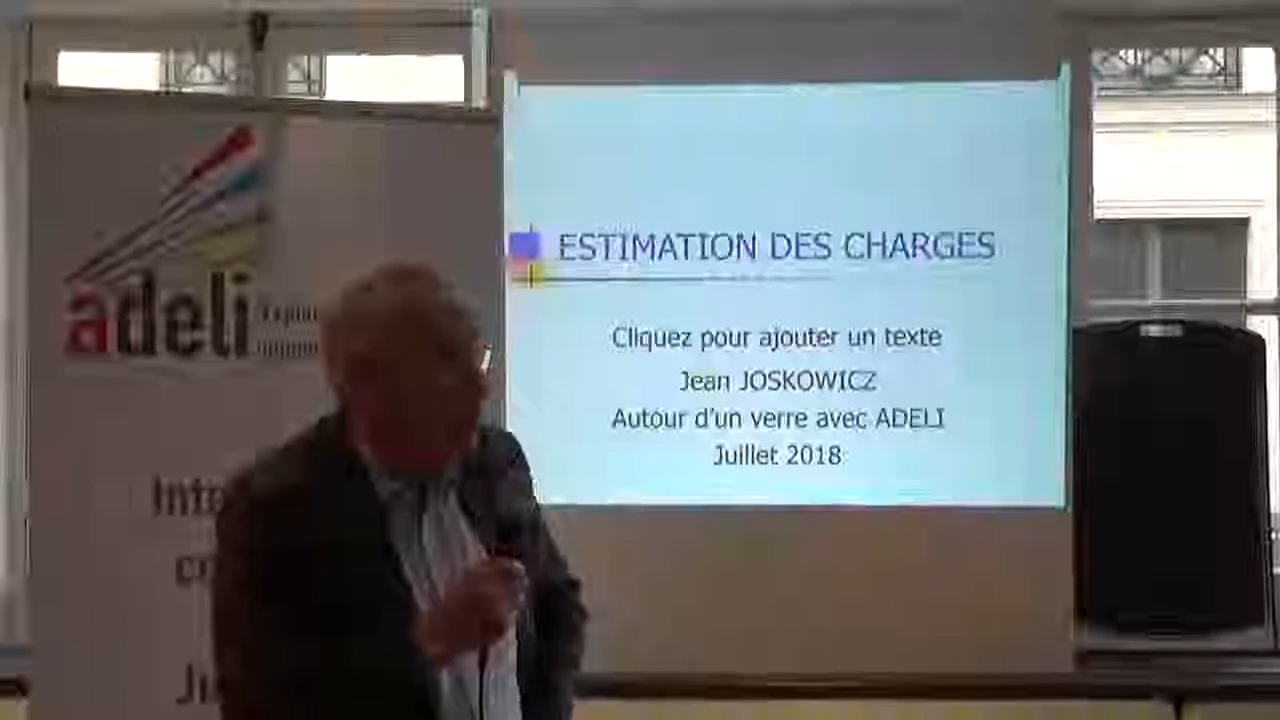 adeli
ESTIMATION DES CHARGES
Cliquez pour ajouter un texte
Jean JOSKOWICZ
Autour d'un verre avec ADELI
Juillet 2018